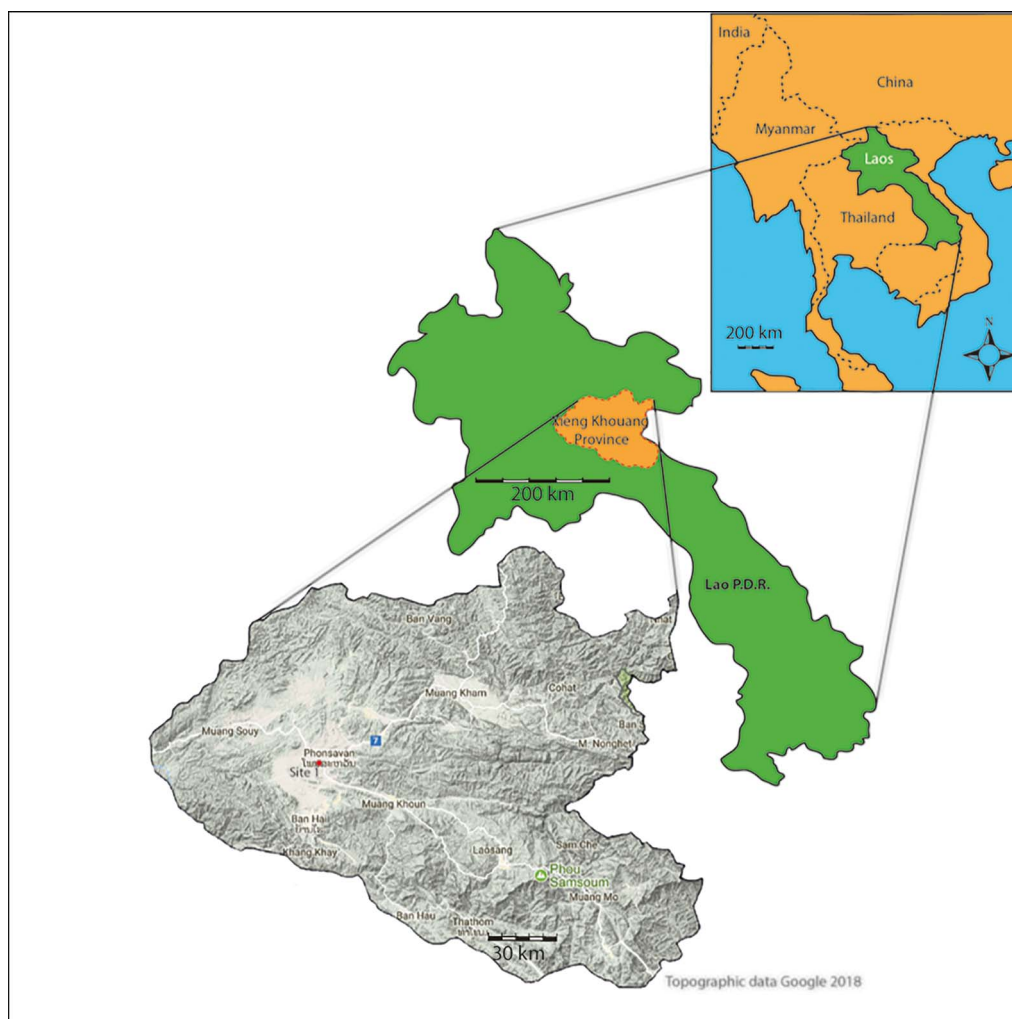 India
China
Myanmar
Laos
Thailand
200 km
N
Xieng Khouang
Province
200 km
Lao P.D.R.
Ban Vang
Muang Kham
Cohat
Muang Souy
7
Ban
M. Nonghet
Phonsavan
Site 1
Muang Khoun
Ban Hai
Khang Khay
Laosang
Sam Che
Phou
Samsoum
Muang Mo
Ban Hau
Thathom
30 km
Topographic data Google 2018